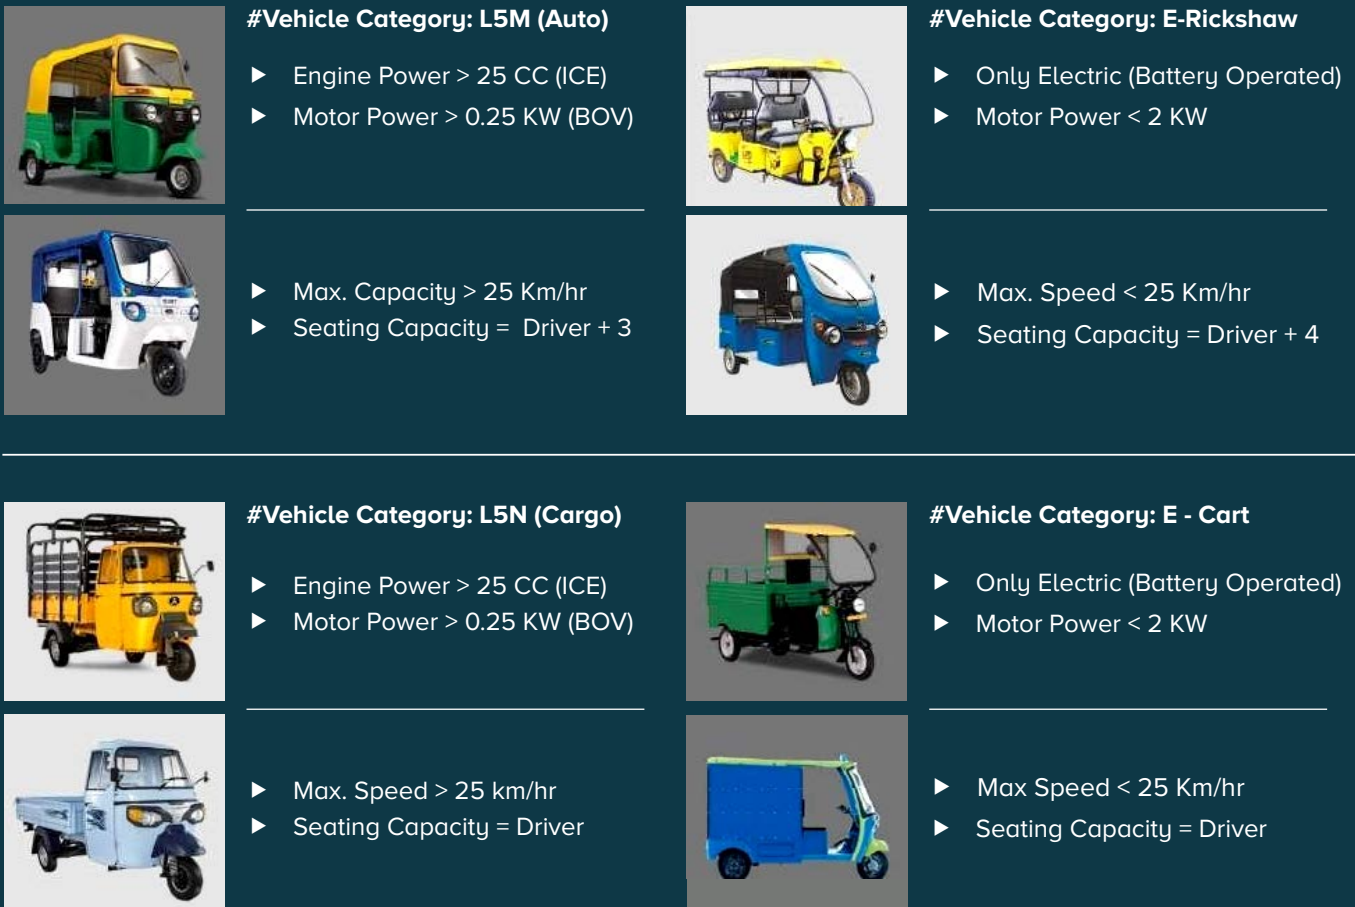 #Vehicle Category: L5M (Auto)
▶ Engine Power > 25 CC (ICE)
▶ Motor Power > 0.25 KW (BOV)
▶ Max. Capacity > 25 Km/hr
▶ Seating Capacity = Driver + 3
#Vehicle Category: E-Rickshaw
▶ Only Electric (Battery Operated)
▶ Motor Power < 2 KW
▶ Max. Speed < 25 Km/hr
▶ Seating Capacity = Driver + 4
#Vehicle Category: L5N (Cargo)
▶ Engine Power > 25 CC (ICE)
▶ Motor Power > 0.25 KW (BOV)
▶ Max. Speed > 25 km/hr
▶ Seating Capacity = Driver
#Vehicle Category: E - Cart
▶ Only Electric (Battery Operated)
▶ Motor Power < 2 KW
▶ Max Speed < 25 Km/hr
▶ Seating Capacity = Driver